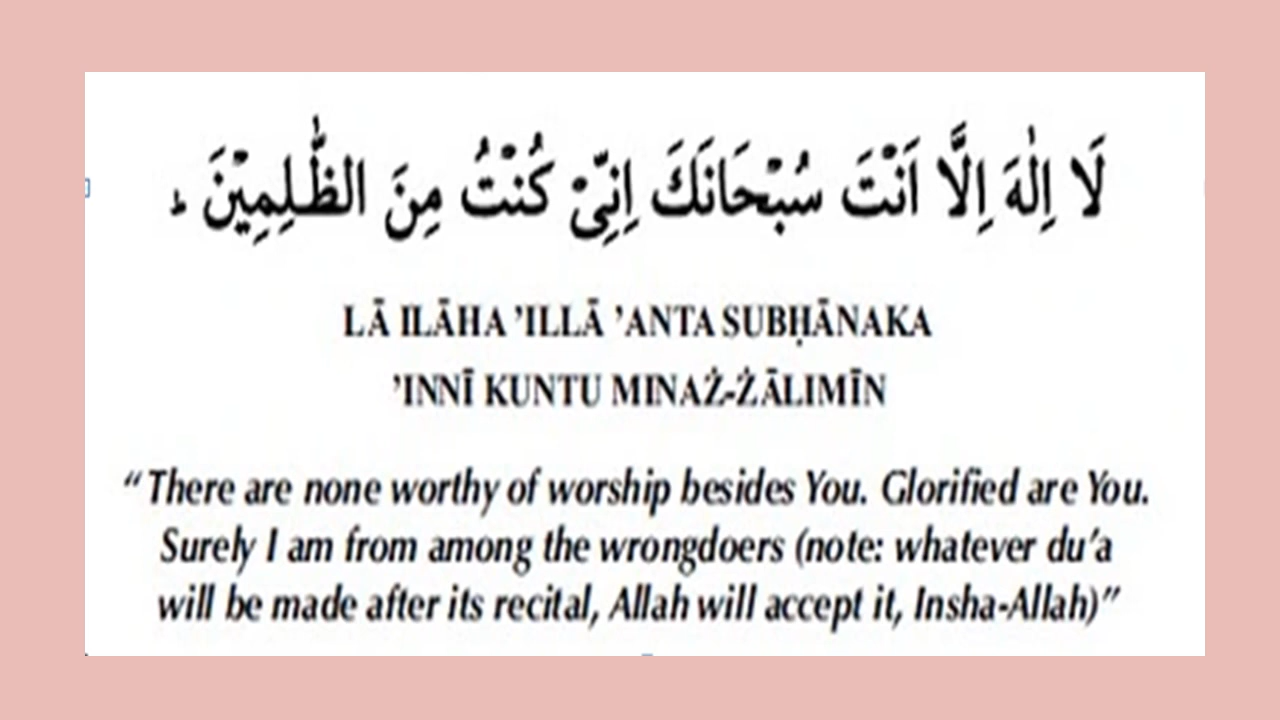 لَا اِلٰهَ اِلَّا اَنْتَ سُبْحَانَكَ اِنِّىْ كُنْتُ مِنَ الظّٰلِمِيْنَ ؕ
LĀ ILĀHA ’ILLĀ ’ANTA SUBḤĀNAKA
’INNĪ KUNTU MINAŻ-ŻĀLIMĪN
“There are none worthy of worship besides You. Glorified are You.
Surely I am from among the wrongdoers (note: whatever du’a
will be made after its recital, Allah will accept it, Insha-Allah)”